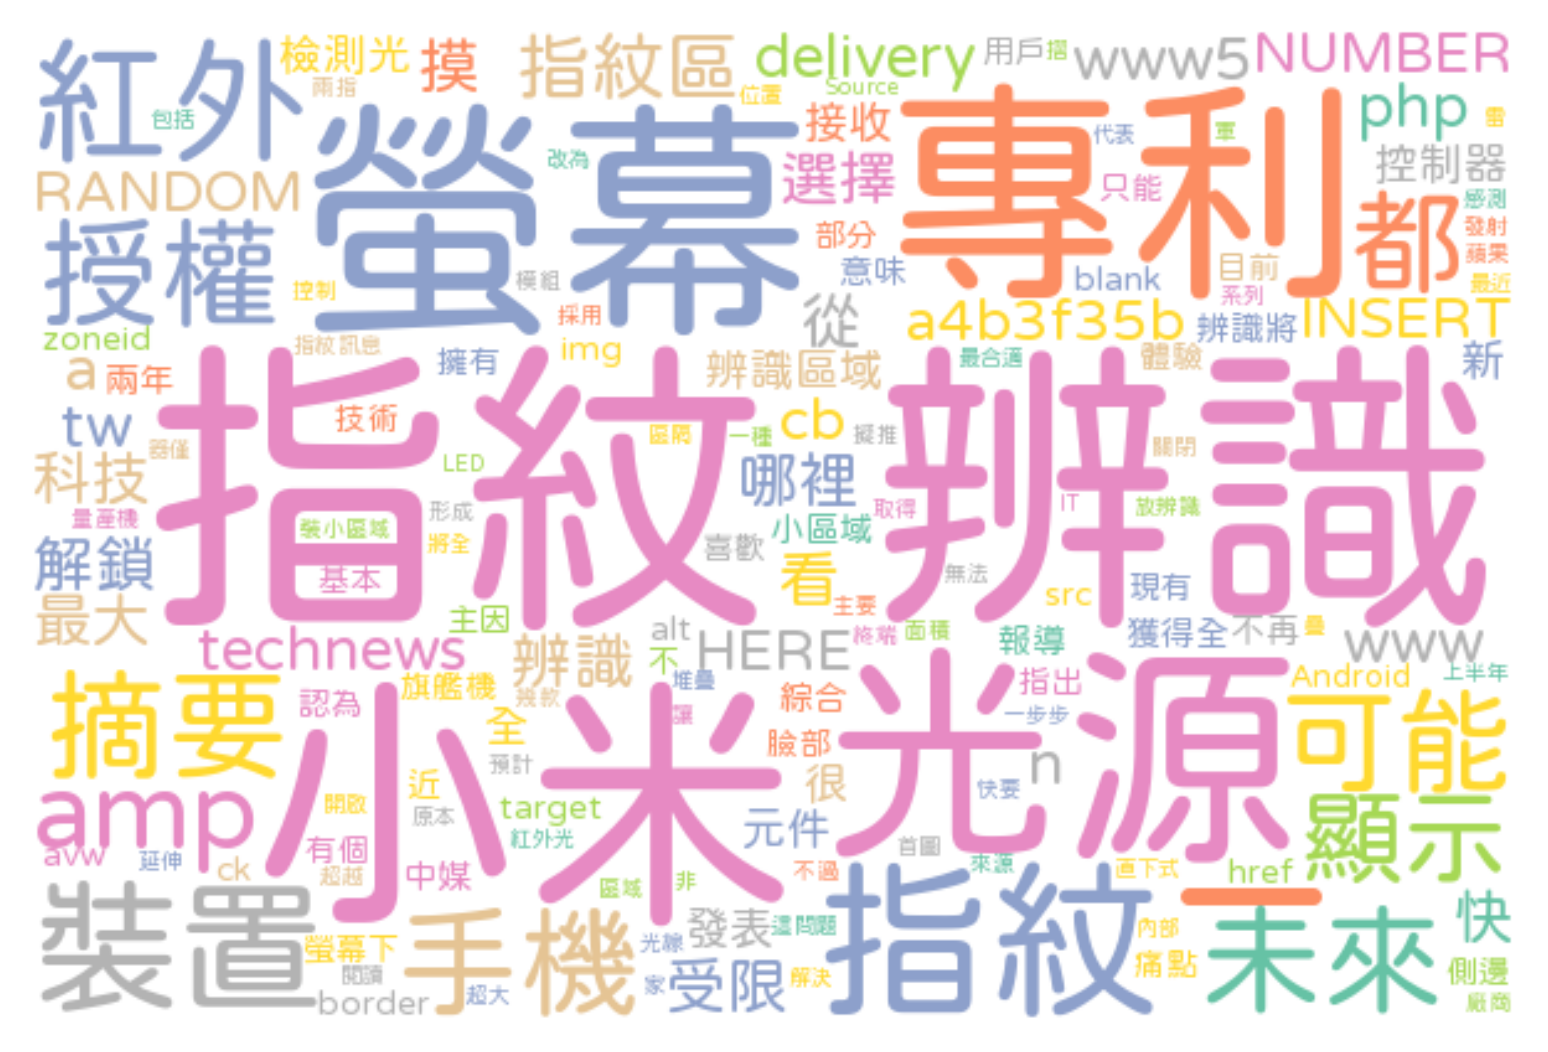 紅外 檢測光 摸 指紋區 delivery 用戶 摺 www5 NUMBER
兩指 包括 位置 Source 接收 專利 代表 軍 php 雷
螢幕 改為 選擇 只能 控制器
RANDOM 都 感測
授權 部分 發射
意味 目前 蘋果
控制 模組 採用 從 blank 系列 最近
zoneid a4b3f35b 辨識將 INSERT
指紋訊息 擁有 img 辨識區域 最合適 體驗 新
a 兩年 指紋 辨識
tw 技術 區隔 一種 cb 擬推 關閉
科技 器僅 LED 哪裡
量產機 裝小區域 形成 小區域 取得 IT 放辨識
解鎖 將全 喜歡 無法
基本 看 src 現有
最大 主因 主要
technews 辨識 alt HERE 終端 面積 報導 獲得全 不再 疊 www
不 堆疊 Android 上半年
摘要 認為 旗艦機 幾款 讓 綜合 指出
小米 全 光源 一步步 可能
臉部
預計 很 n
amp 近 快要
開啟 原本 target 元件 顯示
紅外光 首圖
avw 延伸 ck 有個 超越 中媒 區域 非 不過 來源 直下式 href
裝置 手機 指紋 一 未來 快
螢幕下 光線 發表 這問題 內部
閱讀 超大 家 受限 解決 痛點 側邊
border 廠商